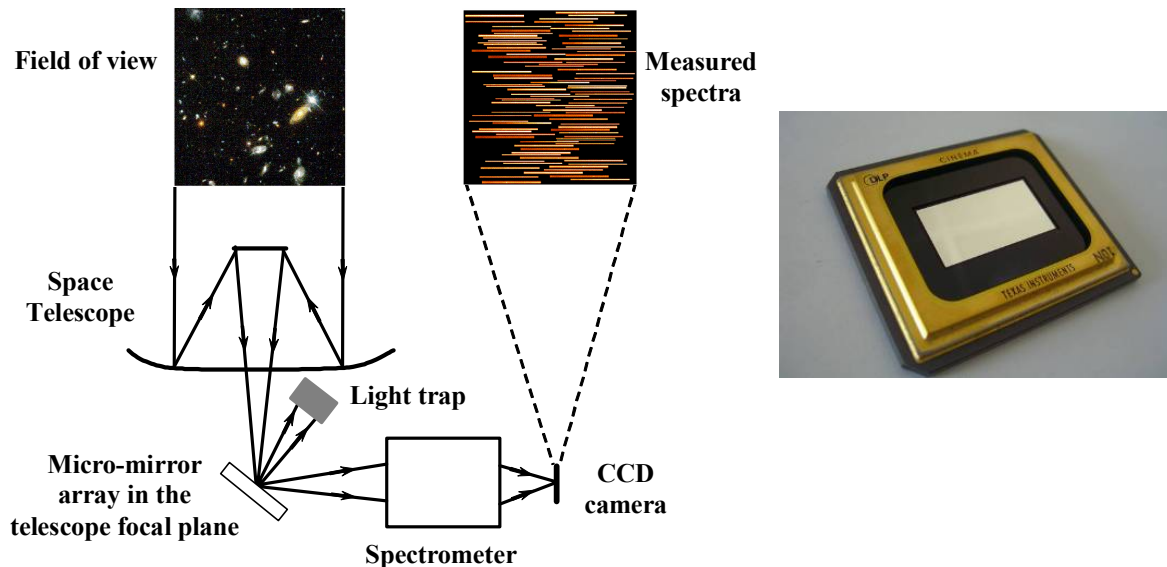 Field of view
Measured
spectra
Space
Telescope
Light trap
Micro-mirror
array in the
telescope focal plane
Spectrometer
CCD
camera
DLP
CINEMA
TEXAS INSTRUMENTS